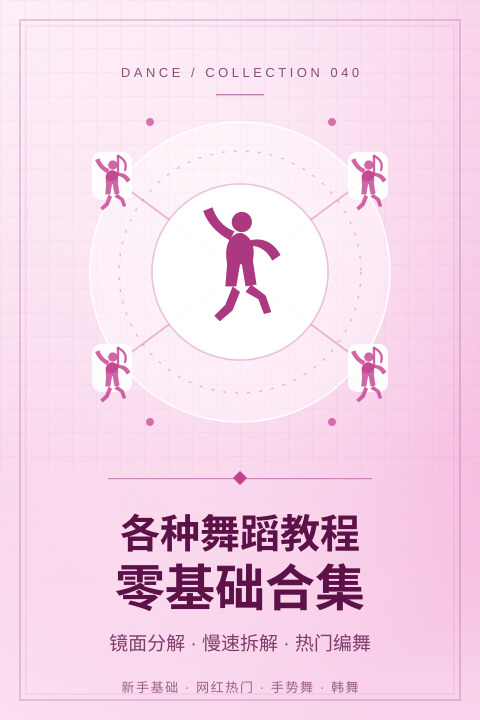 DANCE / COLLECTION 040
各种舞蹈教程
零基础合集
镜面分解 · 慢速拆解 · 热门编舞
新手基础 · 网红热门 · 手势舞 · 韩舞